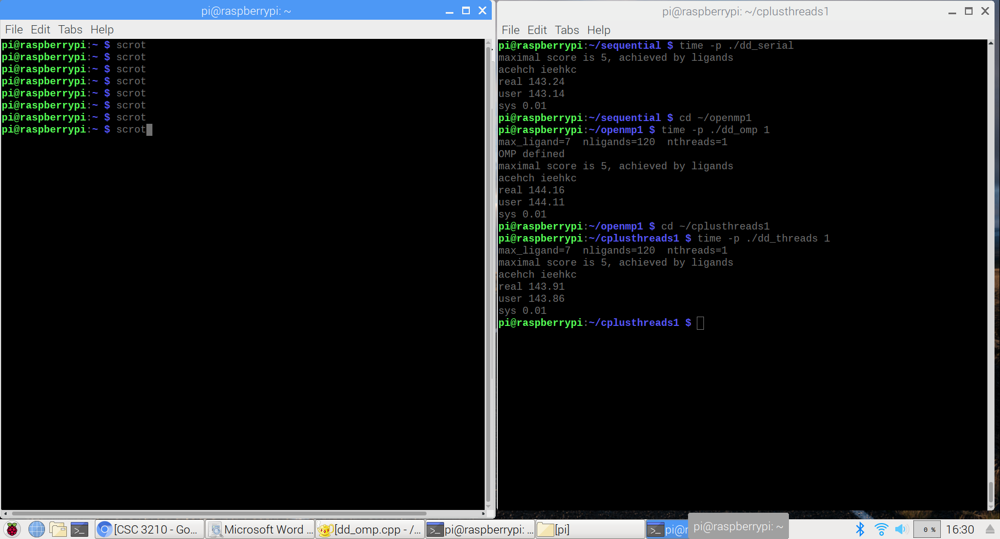 pi@raspberrypi: ~
File Edit Tabs Help
pi@raspberrypi:~ $ scrot
pi@raspberrypi:~ $ scrot
pi@raspberrypi:~ $ scrot
pi@raspberrypi:~ $ scrot
pi@raspberrypi:~ $ scrot
pi@raspberrypi:~ $ scrot
pi@raspberrypi:~ $ scrot
pi@raspberrypi:~ $ scrot
pi@raspberrypi: ~/cplusthreads1
File Edit Tabs Help
pi@raspberrypi:~/sequential $ time -p ./dd_serial
maximal score is 5, achieved by ligands
acehch ieehkc
real 143.24
user 143.14
sys 0.01
pi@raspberrypi:~/sequential $ cd ~/openmp1
pi@raspberrypi:~/openmp1 $ time -p ./dd_omp 1
max_ligand=7  nligands=120  nthreads=1
OMP defined
maximal score is 5, achieved by ligands
acehch ieehkc
real 144.16
user 144.11
sys 0.01
pi@raspberrypi:~/openmp1 $ cd ~/cplusthreads1
pi@raspberrypi:~/cplusthreads1 $ time -p ./dd_threads 1
max_ligand=7  nligands=120  nthreads=1
maximal score is 5, achieved by ligands
acehch ieehkc
real 143.91
user 143.86
sys 0.01
pi@raspberrypi:~/cplusthreads1 $
[CSC 3210 - Go... Microsoft Word ... [dd_omp.cpp - /... pi@raspberrypi: ... [pi] pi@r pi@raspberrypi: ~ 0 % 16:30